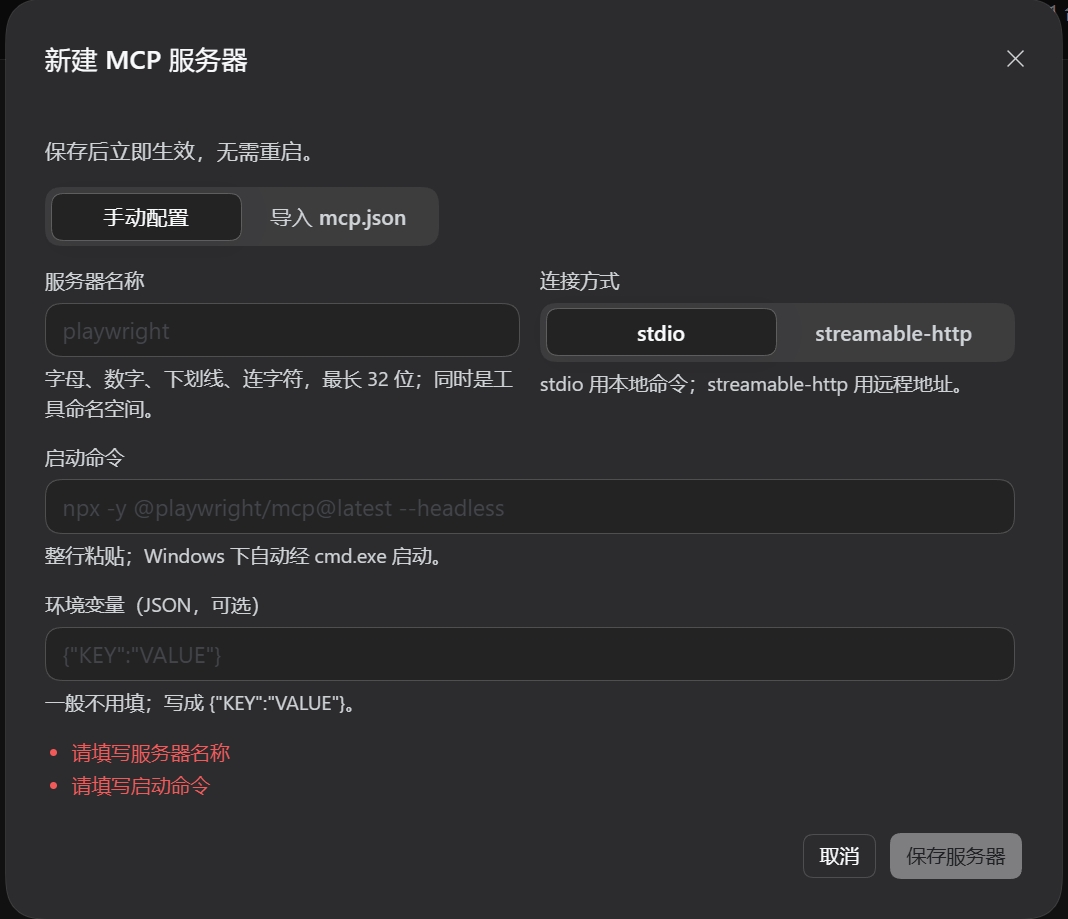 新建 MCP 服务器
保存后立即生效，无需重启。
手动配置
导入 mcp.json
服务器名称
playwright
字母、数字、下划线、连字符，最长 32 位；同时是工
具命名空间。
连接方式
stdio
streamable-http
stdio 用本地命令；streamable-http 用远程地址。
启动命令
npx -y @playwright/mcp@latest --headless
整行粘贴；Windows 下自动经 cmd.exe 启动。
环境变量（JSON，可选）
{"KEY":"VALUE"}
一般不用填；写成 {"KEY":"VALUE"}。
• 请填写服务器名称
• 请填写启动命令
取消
保存服务器